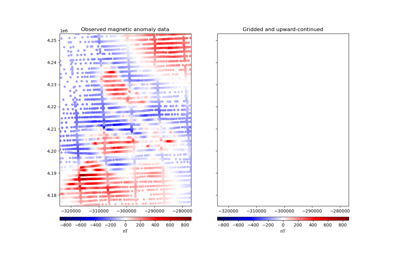 Observed magnetic anomaly data
Gridded and upward-continued
1e6
4.25
4.24
4.23
4.22
4.21
4.20
4.19
4.18
−320000 −310000 −300000 −290000 −280000
−320000 −300000 −280000
−800 −600 −400 −200 0 200 400 600 800
−800 −600 −400 −200 0 200 400 600 800
nT
nT